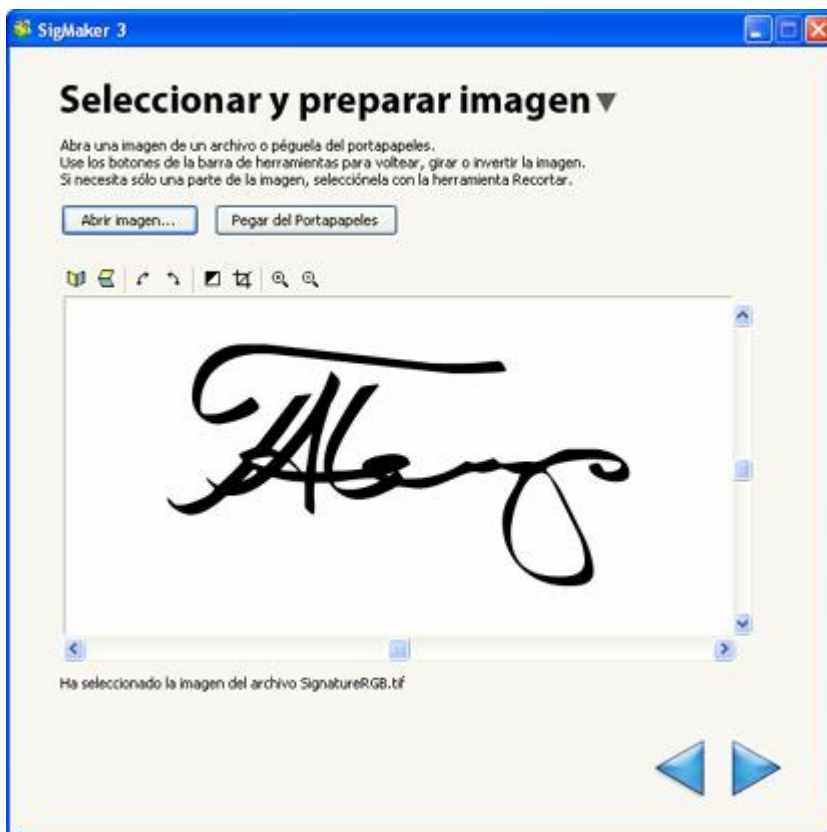 SigMaker 3
Seleccionar y preparar imagen
Abra una imagen de un archivo o péguela del portapapeles.
Use los botones de la barra de herramientas para voltear, girar o invertir la imagen.
Si necesita sólo una parte de la imagen, selecciónela con la herramienta Recortar.
Abrir imagen... Pegar del Portapapeles
Ha seleccionado la imagen del archivo SignatureRGB.tif